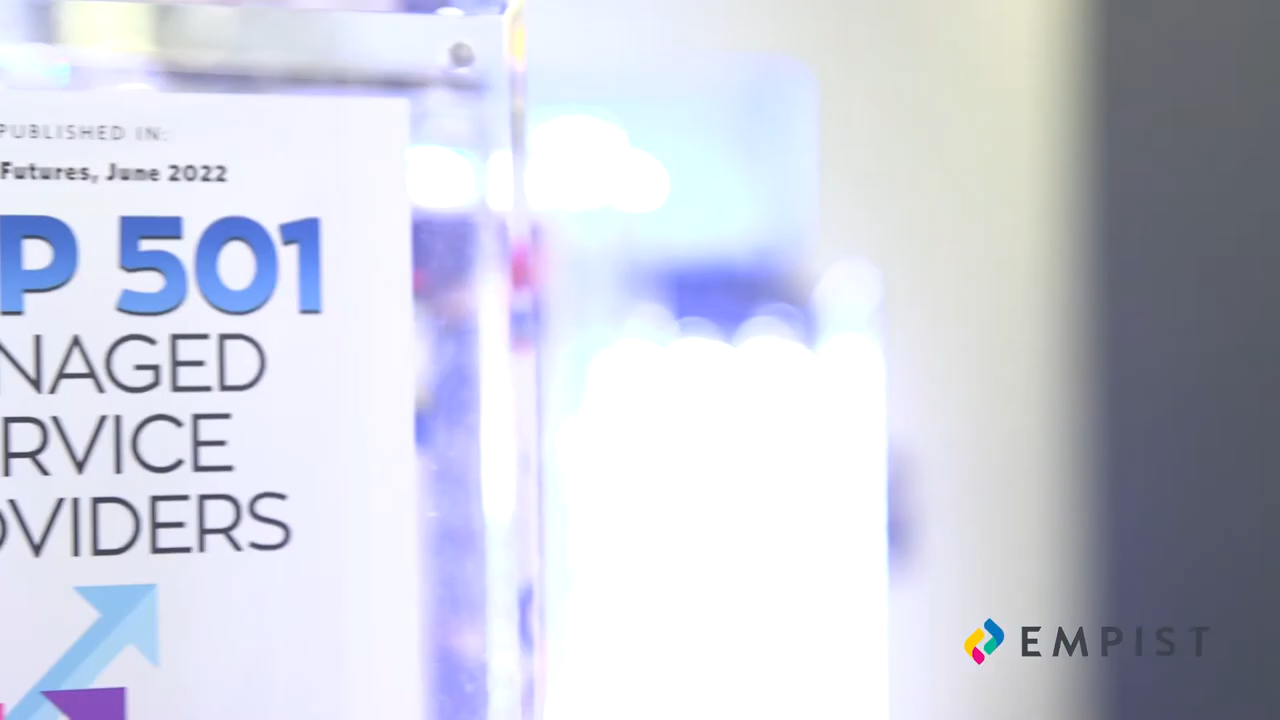 PUBLISHED IN:
Futures, June 2022
P 501
NAGED
RVICE
OVIDERS
EMPIST